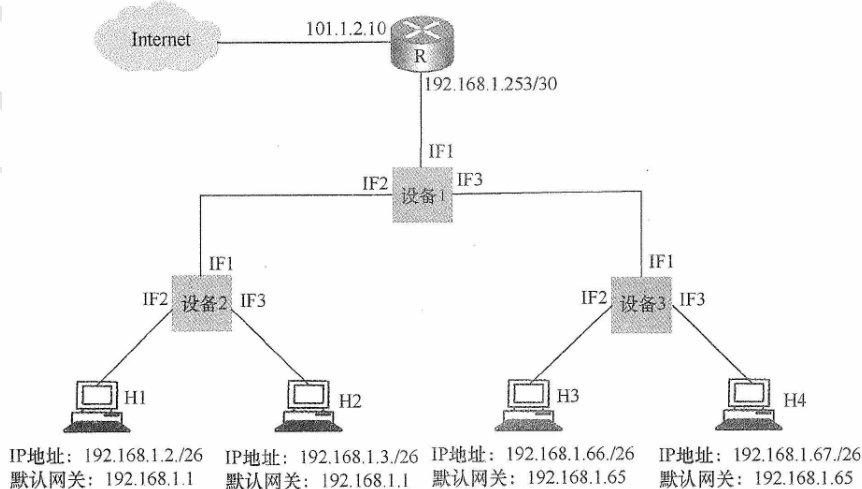 101.1.2.10
Internet
R
192.168.1.253/30
IF1
IF2
IF3
设备1
IF1
IF1
IF2
设备2
IF3
IF2
设备3
IF3
H1
H2
H3
H4
IP地址：192.168.1.2./26
默认网关：192.168.1.1
IP地址：192.168.1.3./26
默认网关：192.168.1.1
IP地址：192.168.1.66./26
默认网关：192.168.1.65
IP地址：192.168.1.67./26
默认网关：192.168.1.65